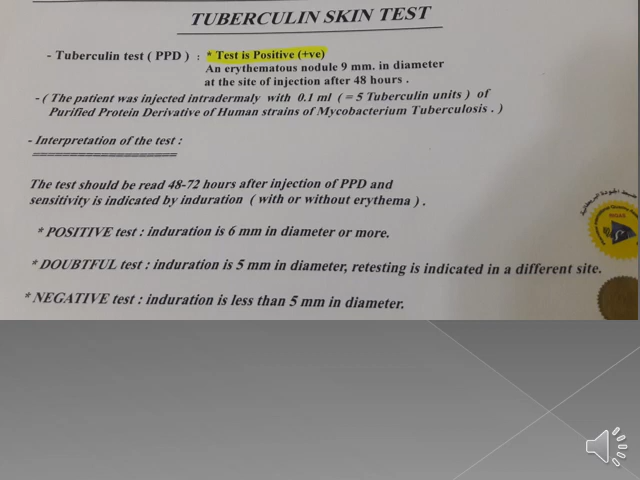 TUBERCULIN SKIN TEST
- Tuberculin test ( PPD ) : * Test is Positive (+ve)
An erythematous nodule 9 mm. in diameter
at the site of injection after 48 hours .
- ( The patient was injected intradermaly with 0.1 ml ( = 5 Tuberculin units ) of
Purified Protein Derivative of Human strains of Mycobacterium Tuberculosis . )
- Interpretation of the test :
====================
The test should be read 48-72 hours after injection of PPD and
sensitivity is indicated by induration ( with or without erythema ) .
* POSITIVE test : induration is 6 mm in diameter or more.
* DOUBTFUL test : induration is 5 mm in diameter, retesting is indicated in a different site.
* NEGATIVE test : induration is less than 5 mm in diameter.